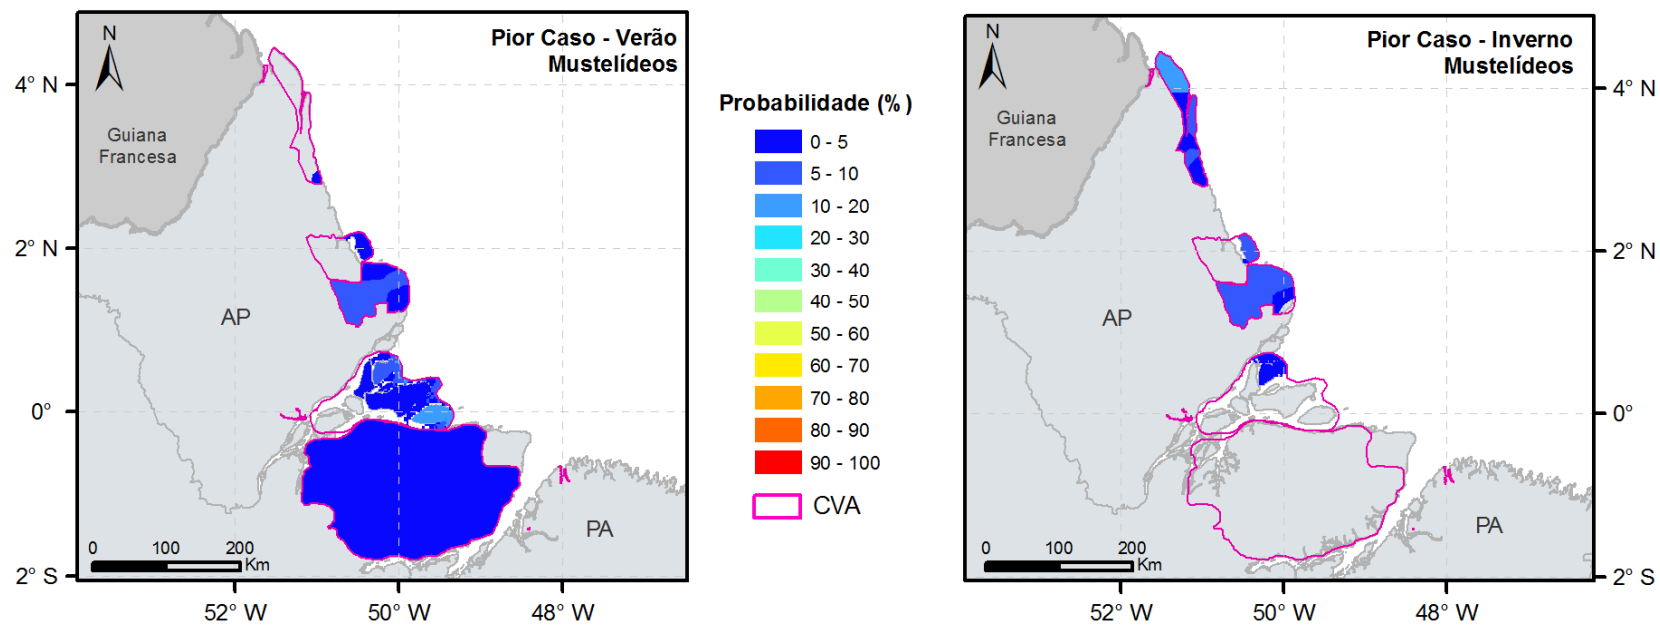 Pior Caso - Verão
Mustelídeos
N
4° N
2° N
0°
2° S
Guiana
Francesa
AP
PA
0 100 200
Km
52° W 50° W 48° W
Probabilidade (%)
0 - 5
5 - 10
10 - 20
20 - 30
30 - 40
40 - 50
50 - 60
60 - 70
70 - 80
80 - 90
90 - 100
CVA
Pior Caso - Inverno
Mustelídeos
N
Guiana
Francesa
AP
PA
4° N
2° N
0°
2° S
0 100 200
Km
52° W 50° W 48° W